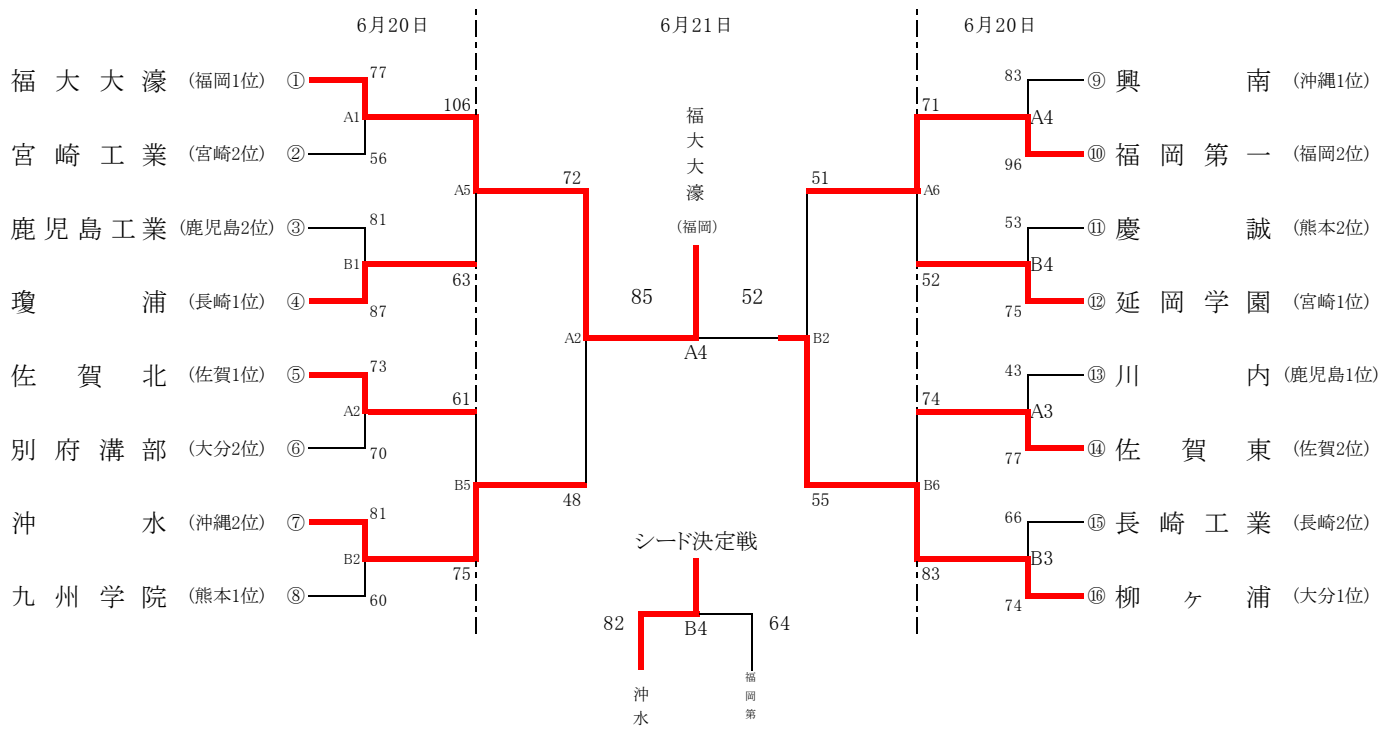 6月20日
6月21日
6月20日
福大大濠 (福岡1位) ①
77
A1
宮崎工業 (宮崎2位) ②
56
106
A5
鹿児島工業 (鹿児島2位) ③
81
B1
瓊浦 (長崎1位) ④
87
63
佐賀北 (佐賀1位) ⑤
73
A2
別府溝部 (大分2位) ⑥
70
61
B5
沖水 (沖縄2位) ⑦
81
B2
九州学院 (熊本1位) ⑧
60
75
72
A2
48
福大大濠
(福岡)
85
52
A4
51
B2
55
シード決定戦
82
B4
64
沖水
福岡第
71
A6
52
74
B6
83
83
⑨ 興南 (沖縄1位)
A4
96
⑩ 福岡第一 (福岡2位)
53
⑪ 慶誠 (熊本2位)
B4
75
⑫ 延岡学園 (宮崎1位)
43
⑬ 川内 (鹿児島1位)
A3
77
⑭ 佐賀東 (佐賀2位)
66
⑮ 長崎工業 (長崎2位)
B3
74
⑯ 柳ヶ浦 (大分1位)